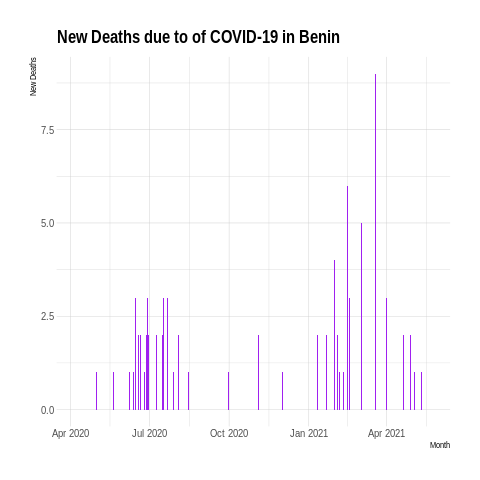 New Deaths due to of COVID-19 in Benin
New Deaths
7.5
5.0
2.5
0.0
Apr 2020 Jul 2020 Oct 2020 Jan 2021 Apr 2021
Month